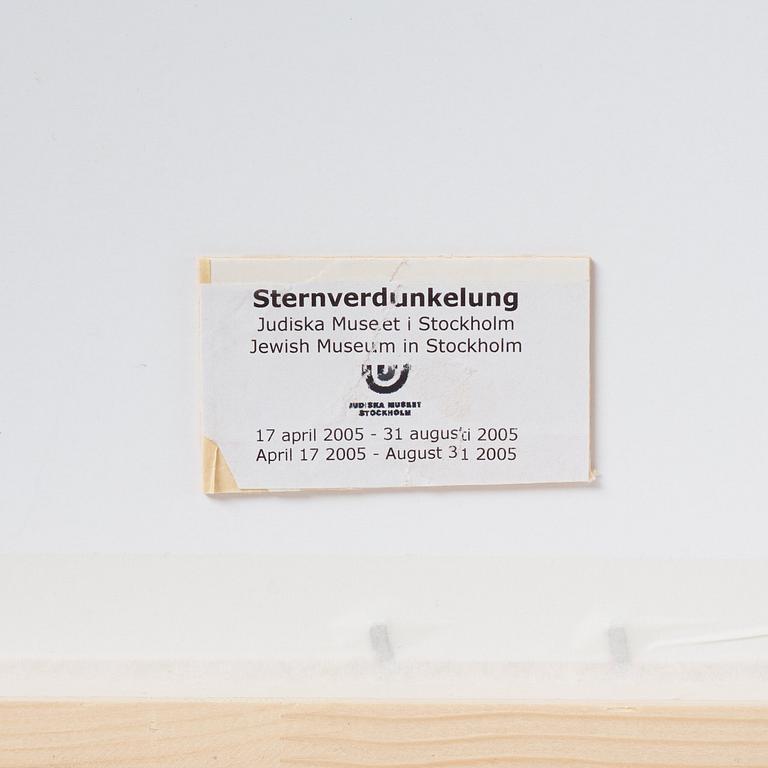 Sternverdunkelung
Judiska Museet i Stockholm
Jewish Museum in Stockholm
JUDISKA MUSEET
STOCKHOLM
17 april 2005 - 31 augusti 2005
April 17 2005 - August 31 2005